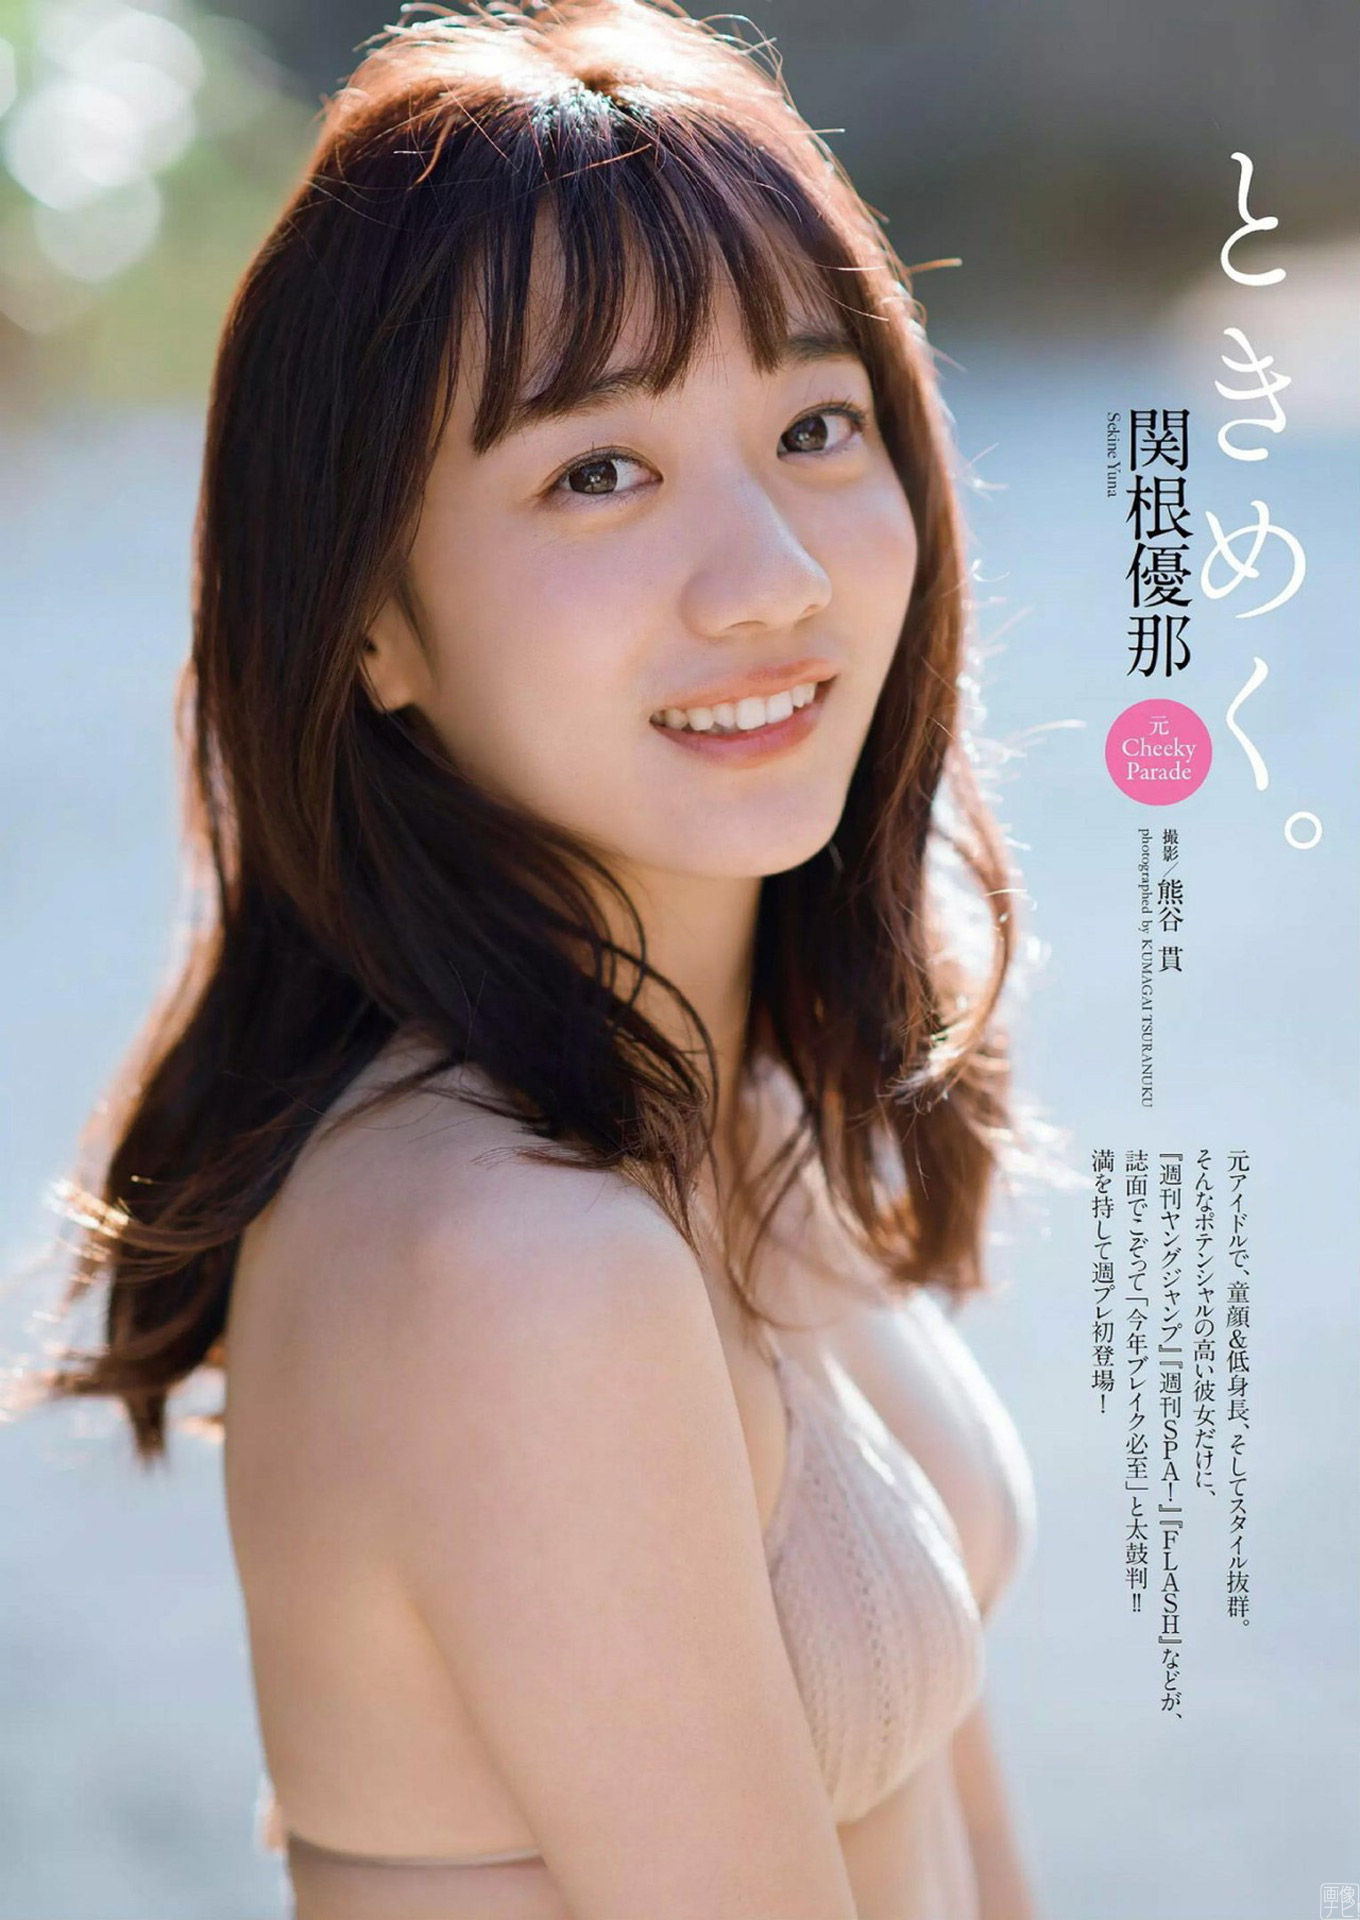 ときめく。
関根優那
Sekine Yuna
元
Cheeky
Parade
撮影／熊谷 貫
photographed by KUMAGAI TSURANUKU
元アイドルで、童顔&低身長、そしてスタイル抜群。
そんなポテンシャルの高い彼女だけに、
『週刊ヤングジャンプ』『週刊SPA!』『FLASH』などが、
誌面でこぞって「今年ブレイク必至」と太鼓判!!
満を持して週プレ初登場!
画像
ナビ!